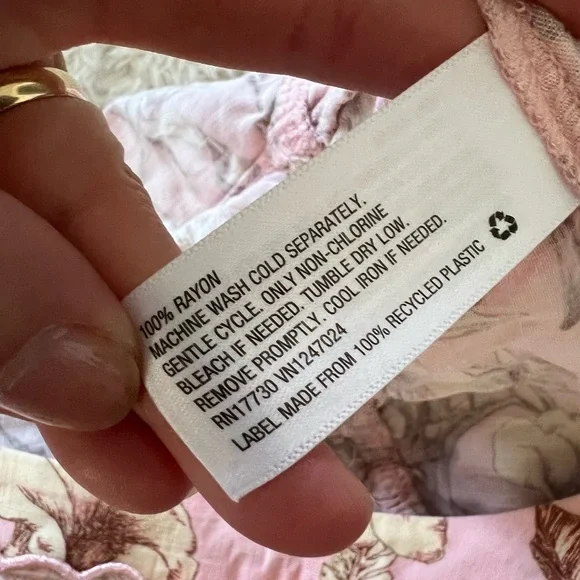 100% RAYON
MACHINE WASH COLD SEPARATELY.
GENTLE CYCLE. ONLY NON-CHLORINE
BLEACH IF NEEDED. TUMBLE DRY LOW.
REMOVE PROMPTLY. COOL IRON IF NEEDED.
RN17730 VN1247024
LABEL MADE FROM 100% RECYCLED PLASTIC